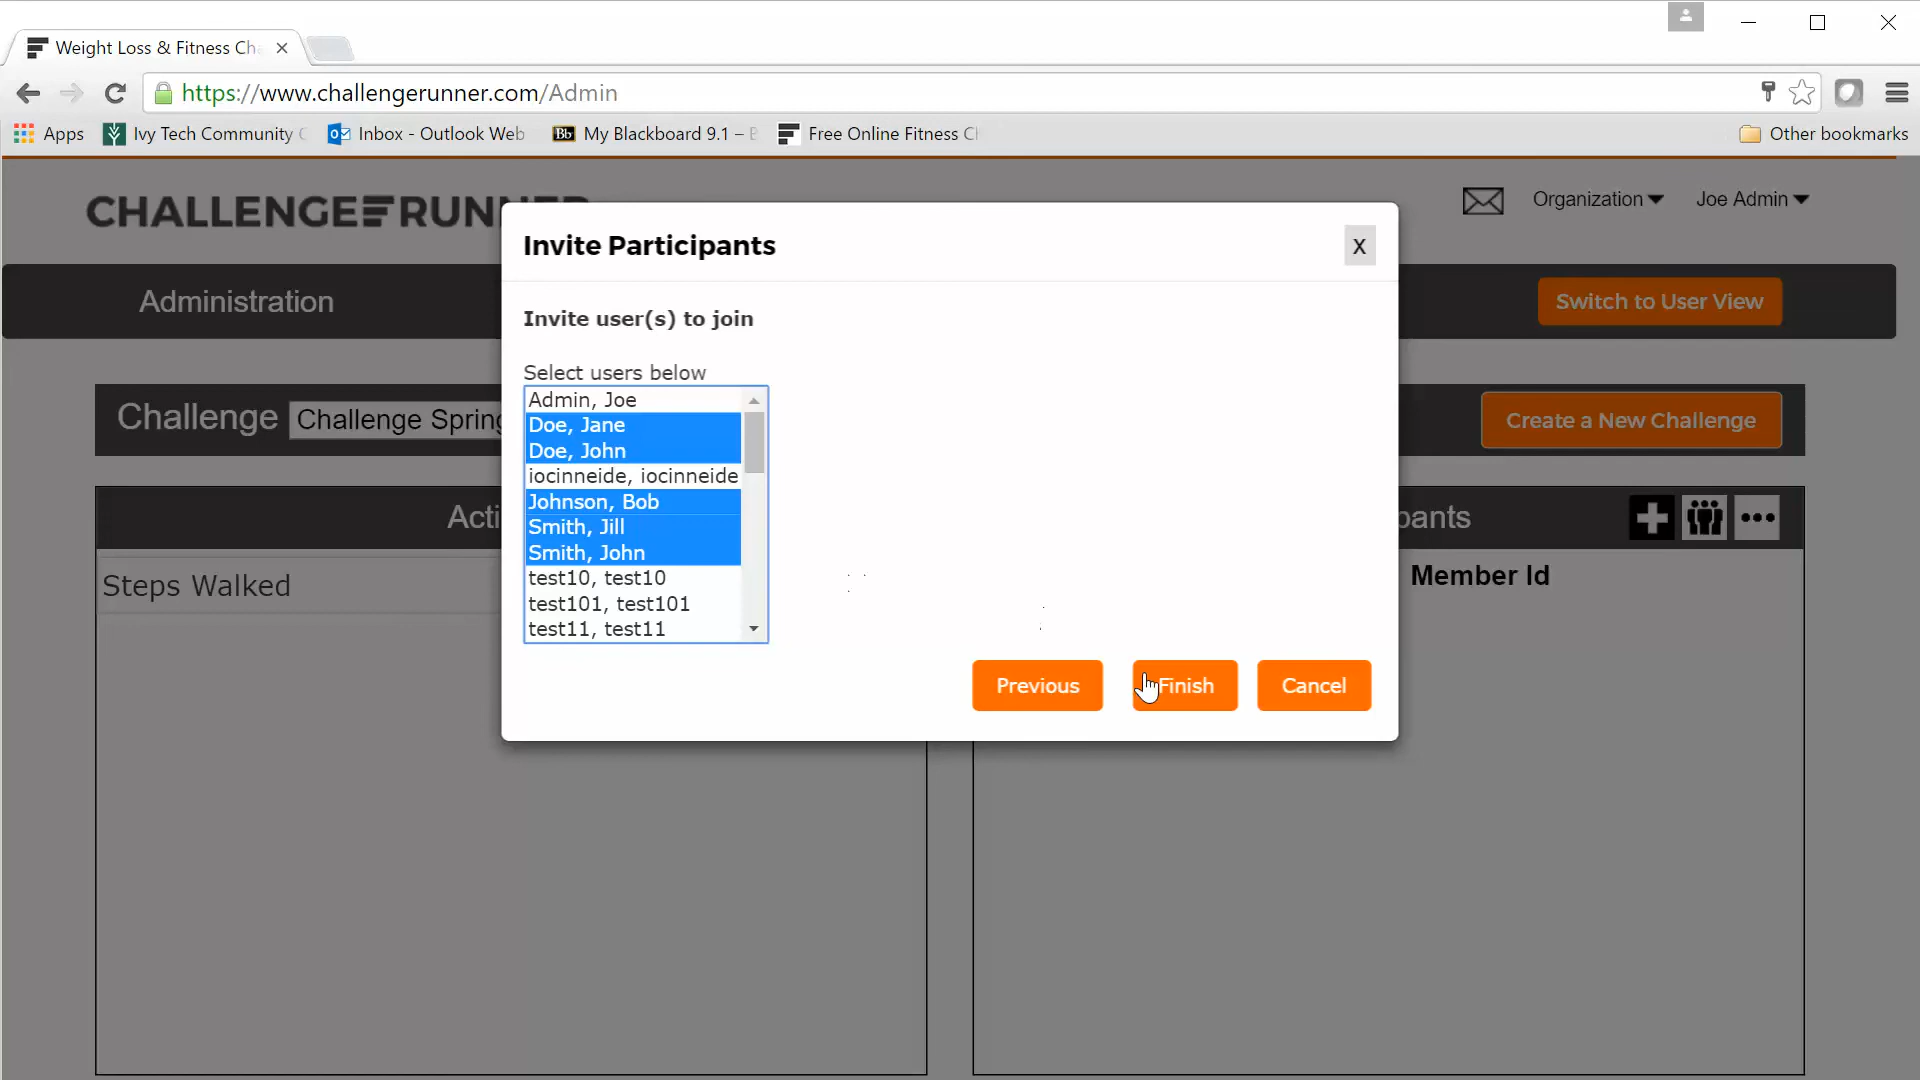 Weight Loss & Fitness Ch
https://www.challengerunner.com/Admin
Apps
Ivy Tech Community C
Inbox - Outlook Web
Bb My Blackboard 9.1 – B
Free Online Fitness Ch
Other bookmarks
CHALLENGE RUNNER
Organization
Joe Admin
Administration
Switch to User View
Invite Participants
X
Invite user(s) to join
Select users below
Admin, Joe
Doe, Jane
Doe, John
iocinneide, iocinneide
Johnson, Bob
Smith, Jill
Smith, John
test10, test10
test101, test101
test11, test11
Previous
Finish
Cancel
Challenge
Challenge Spring
Create a New Challenge
Acti
pants
Steps Walked
Member Id